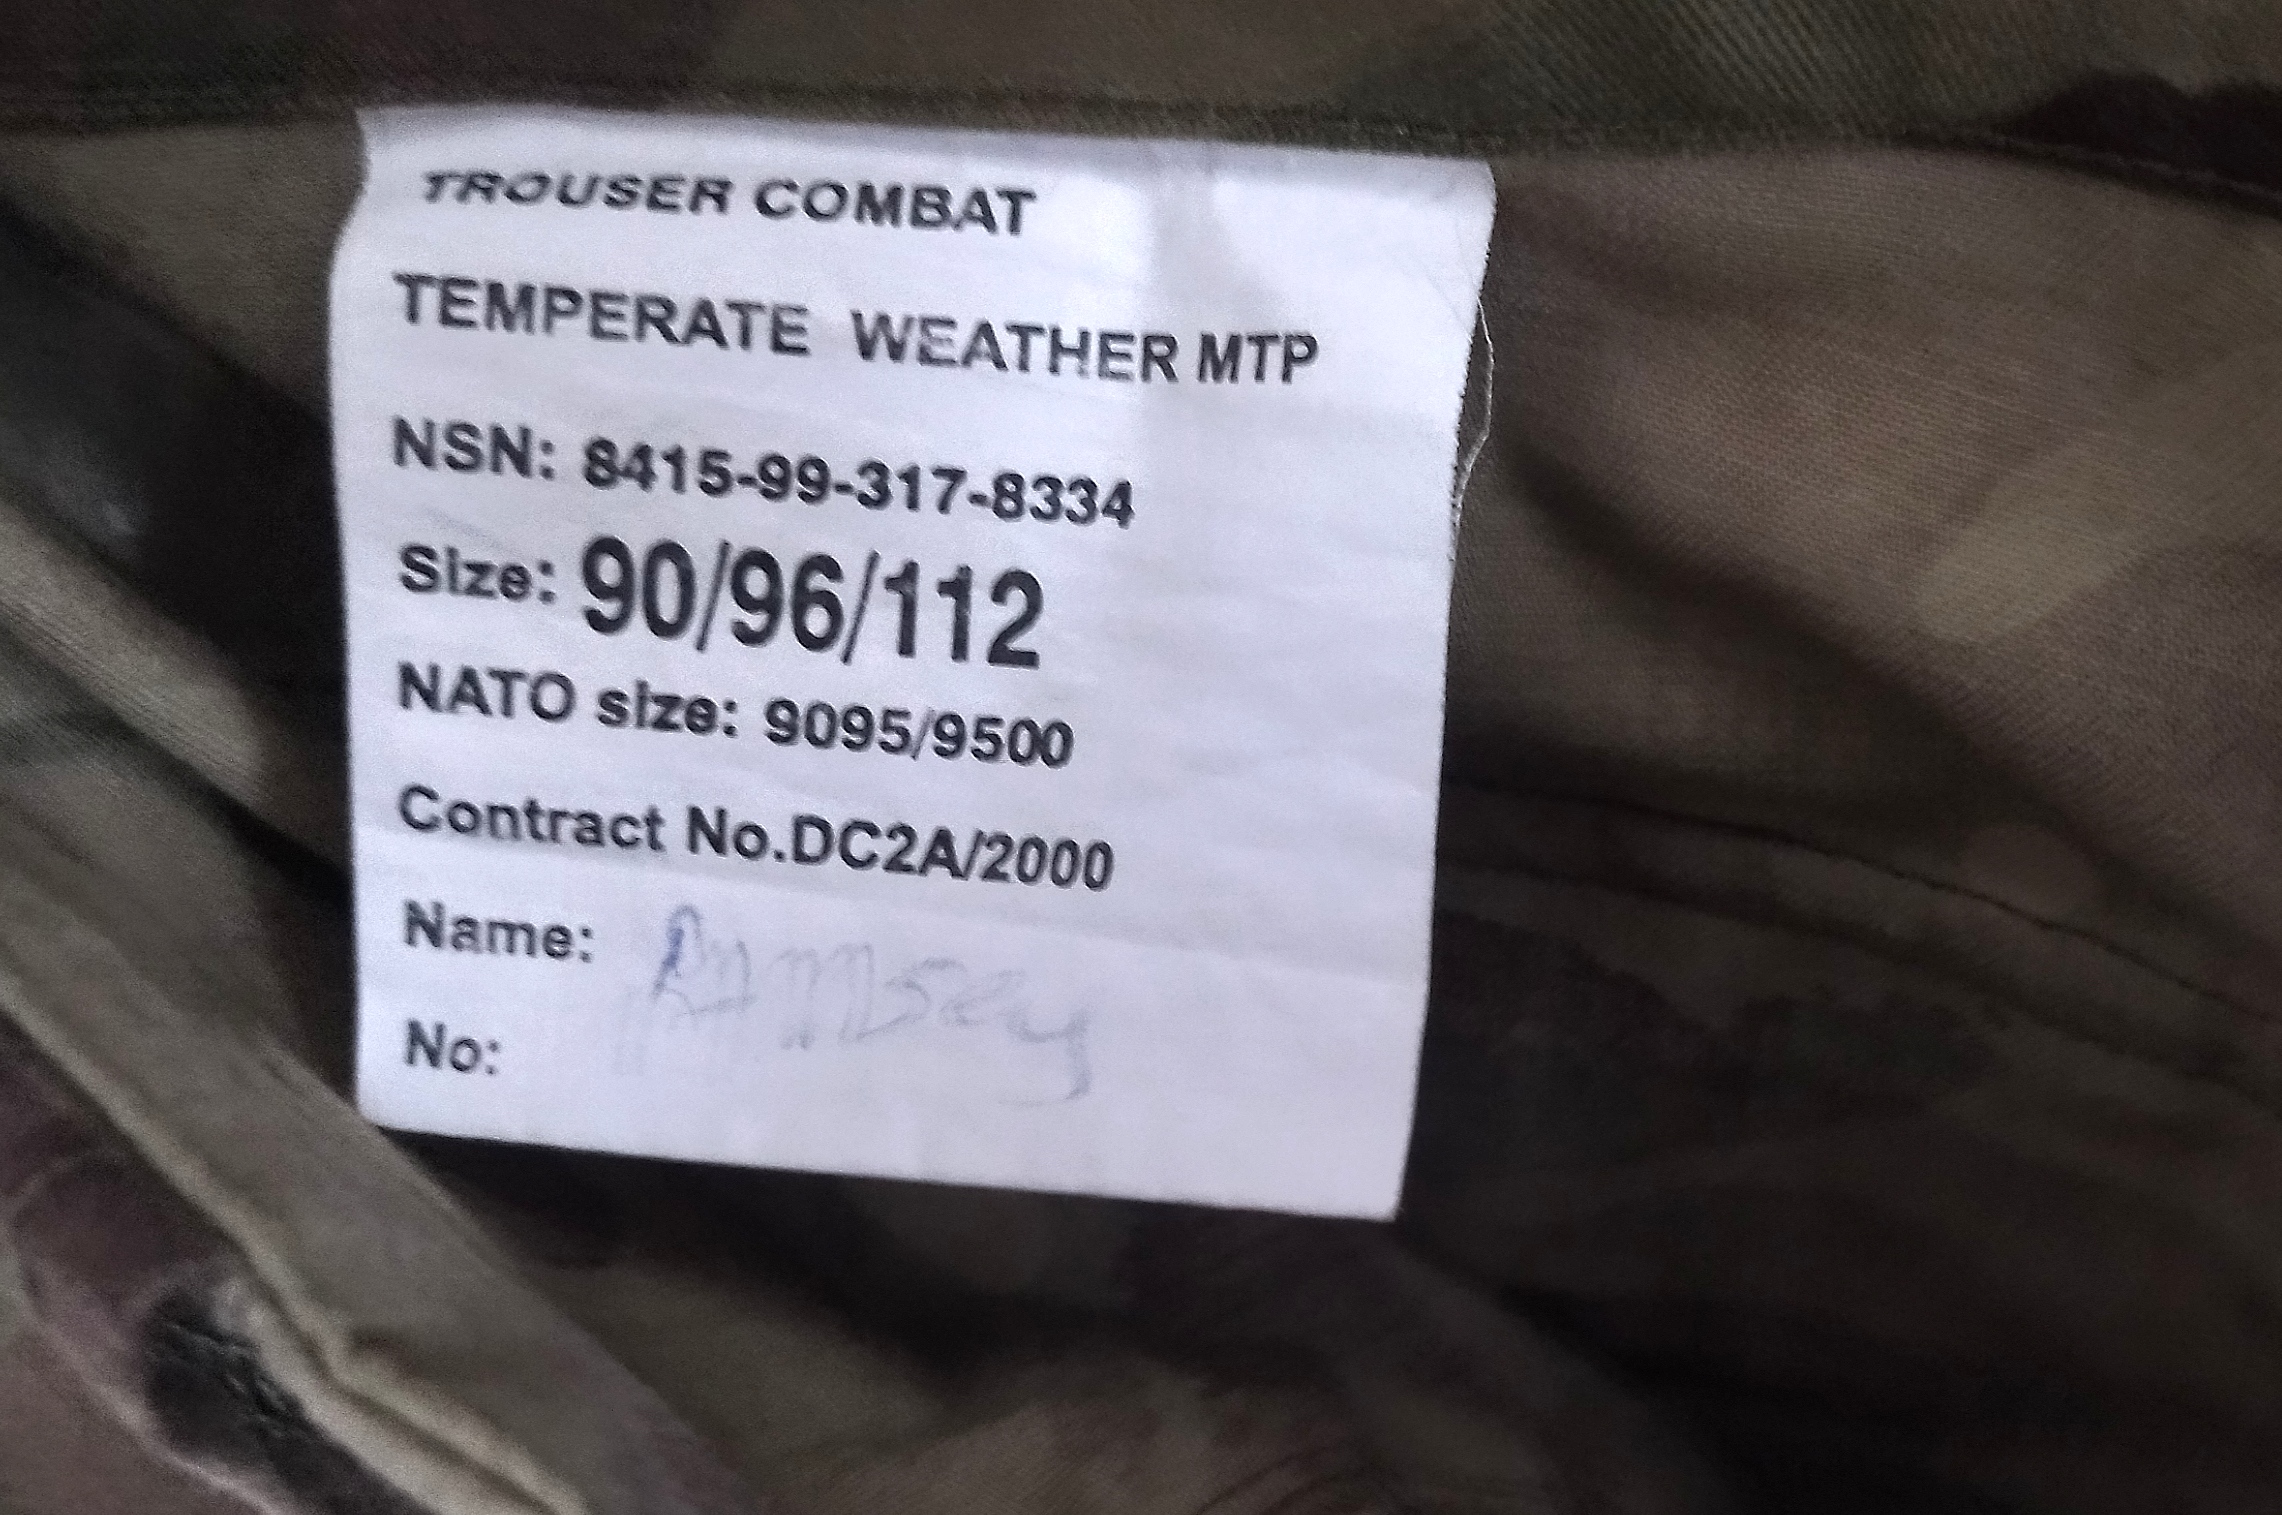 TROUSER COMBAT
TEMPERATE WEATHER MTP
NSN: 8415-99-317-8334
Size: 90/96/112
NATO size: 9095/9500
Contract No.DC2A/2000
Name: Ramsey
No: